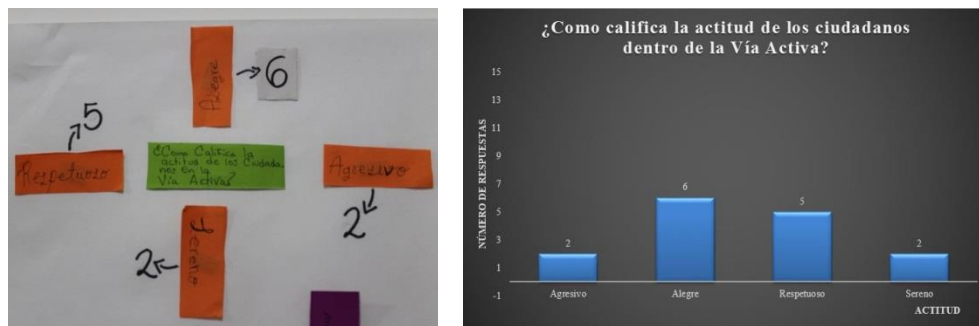 Alegre
6
5
Respetuoso
¿Como Califica la
actitud de los Ciudada
nos en la
Vía Activa?
Agresivo
2
Sereno
2
¿Como califica la actitud de los ciudadanos
dentro de la Vía Activa?
NÚMERO DE RESPUESTAS
15
13
11
9
7
5
3
1
-1
2
6
5
2
Agresivo
Alegre
Respetuoso
Sereno
ACTITUD